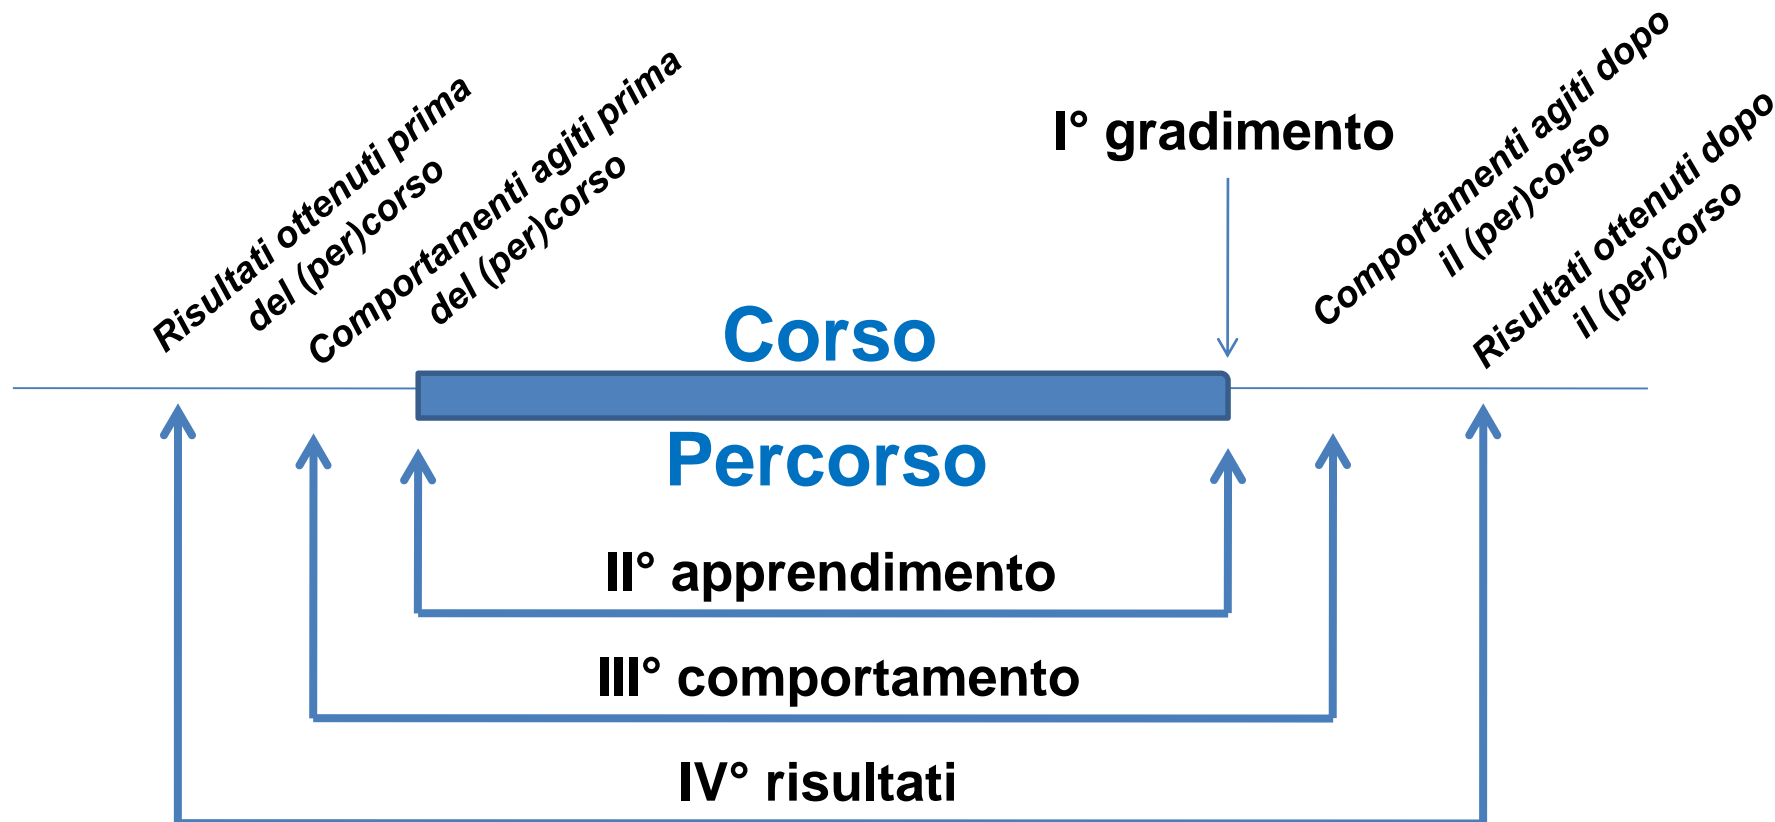 Risultati ottenuti prima
del (per)corso
Comportamenti agiti prima
del (per)corso
I° gradimento
Comportamenti agiti dopo
il (per)corso
Risultati ottenuti dopo
il (per)corso
Corso
Percorso
II° apprendimento
III° comportamento
IV° risultati